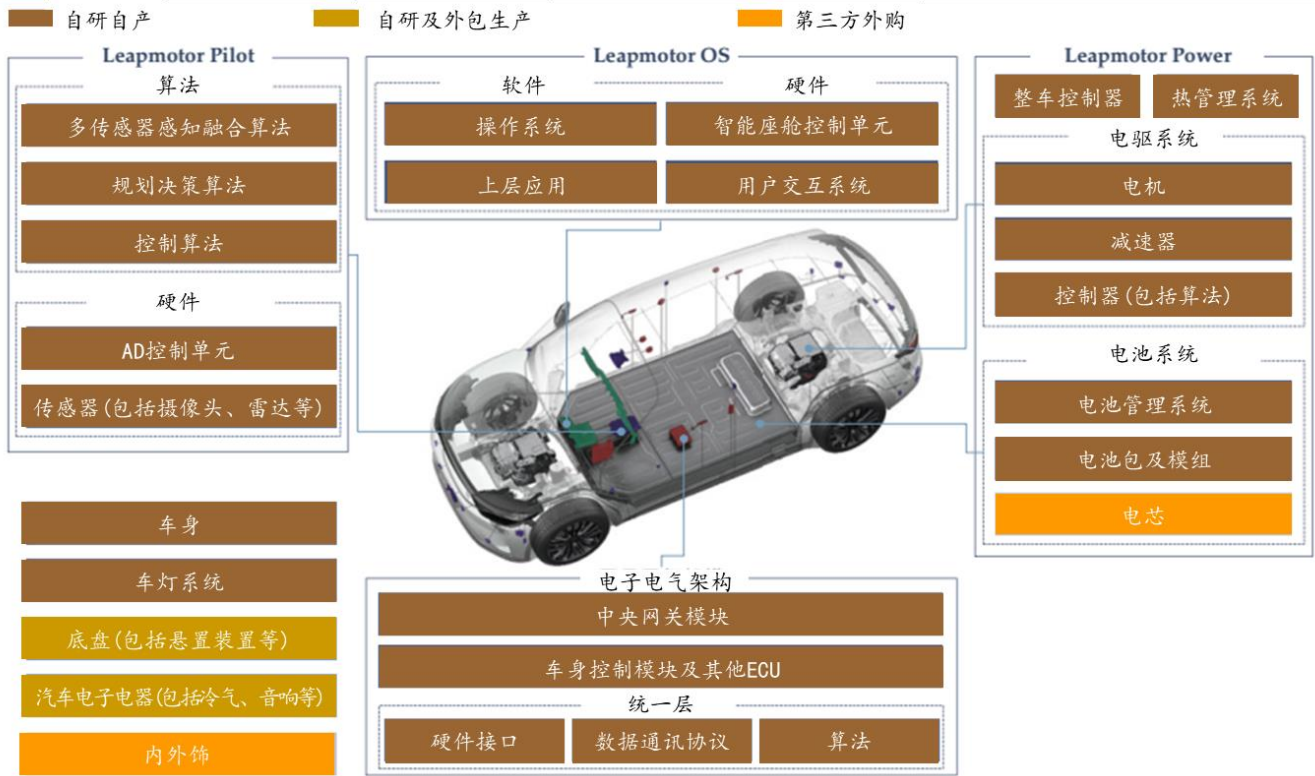 自研自产
自研及外包生产
第三方外购
Leapmotor Pilot
算法
多传感器感知融合算法
规划决策算法
控制算法
硬件
AD控制单元
传感器(包括摄像头、雷达等)
Leapmotor OS
软件
硬件
操作系统
智能座舱控制单元
上层应用
用户交互系统
Leapmotor Power
整车控制器
热管理系统
电驱系统
电机
减速器
控制器(包括算法)
电池系统
电池管理系统
电池包及模组
电芯
车身
车灯系统
底盘(包括悬置装置等)
汽车电子电器(包括冷气、音响等)
内外饰
电子电气架构
中央网关模块
车身控制模块及其他ECU
统一层
硬件接口
数据通讯协议
算法